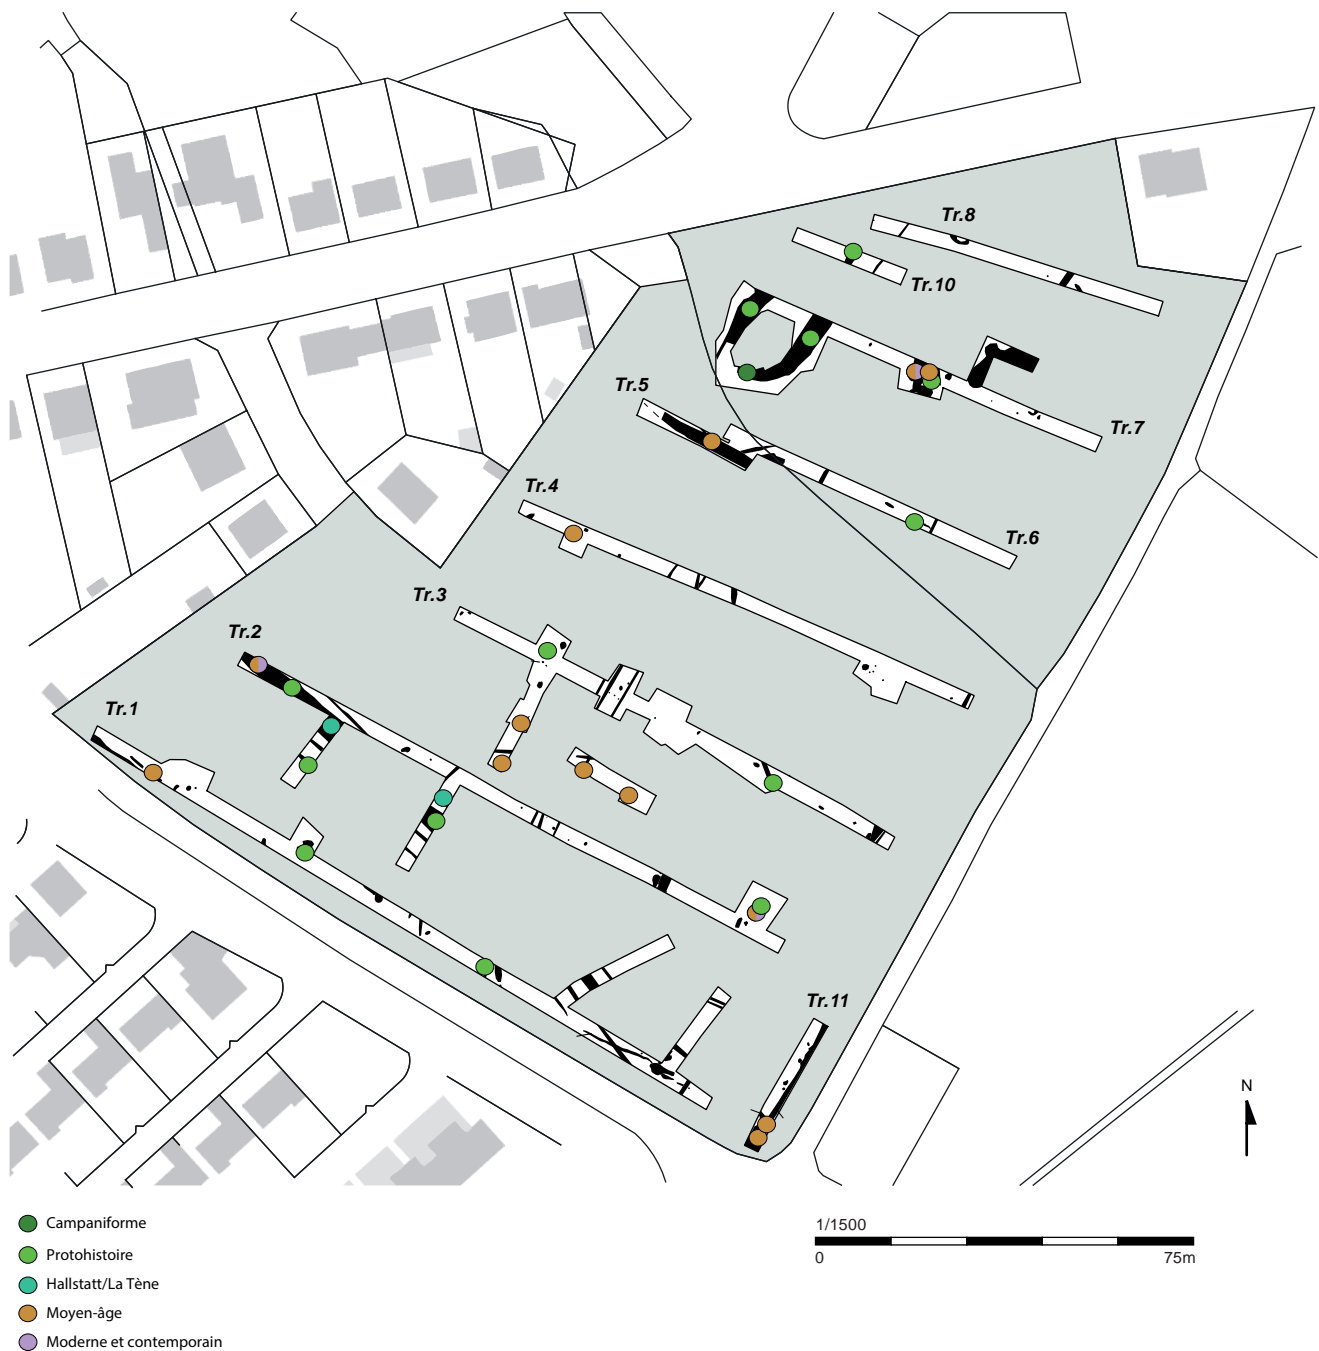 Tr.8
Tr.10
Tr.5
Tr.7
Tr.4
Tr.6
Tr.3
Tr.2
Tr.1
Tr.11
N
Campaniforme
Protohistoire
Hallstatt/La Tène
Moyen-âge
Moderne et contemporain
1/1500
0 75m